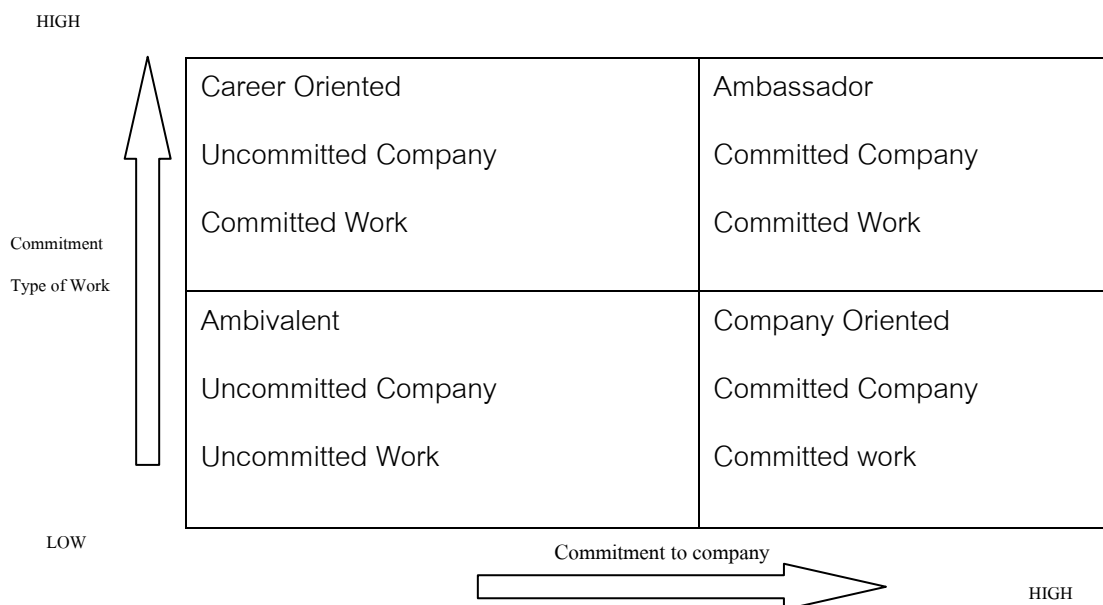 HIGH
Career Oriented
Uncommitted Company
Committed Work
Ambassador
Committed Company
Committed Work
Commitment
Type of Work
Ambivalent
Uncommitted Company
Uncommitted Work
Company Oriented
Committed Company
Committed work
LOW
Commitment to company
HIGH